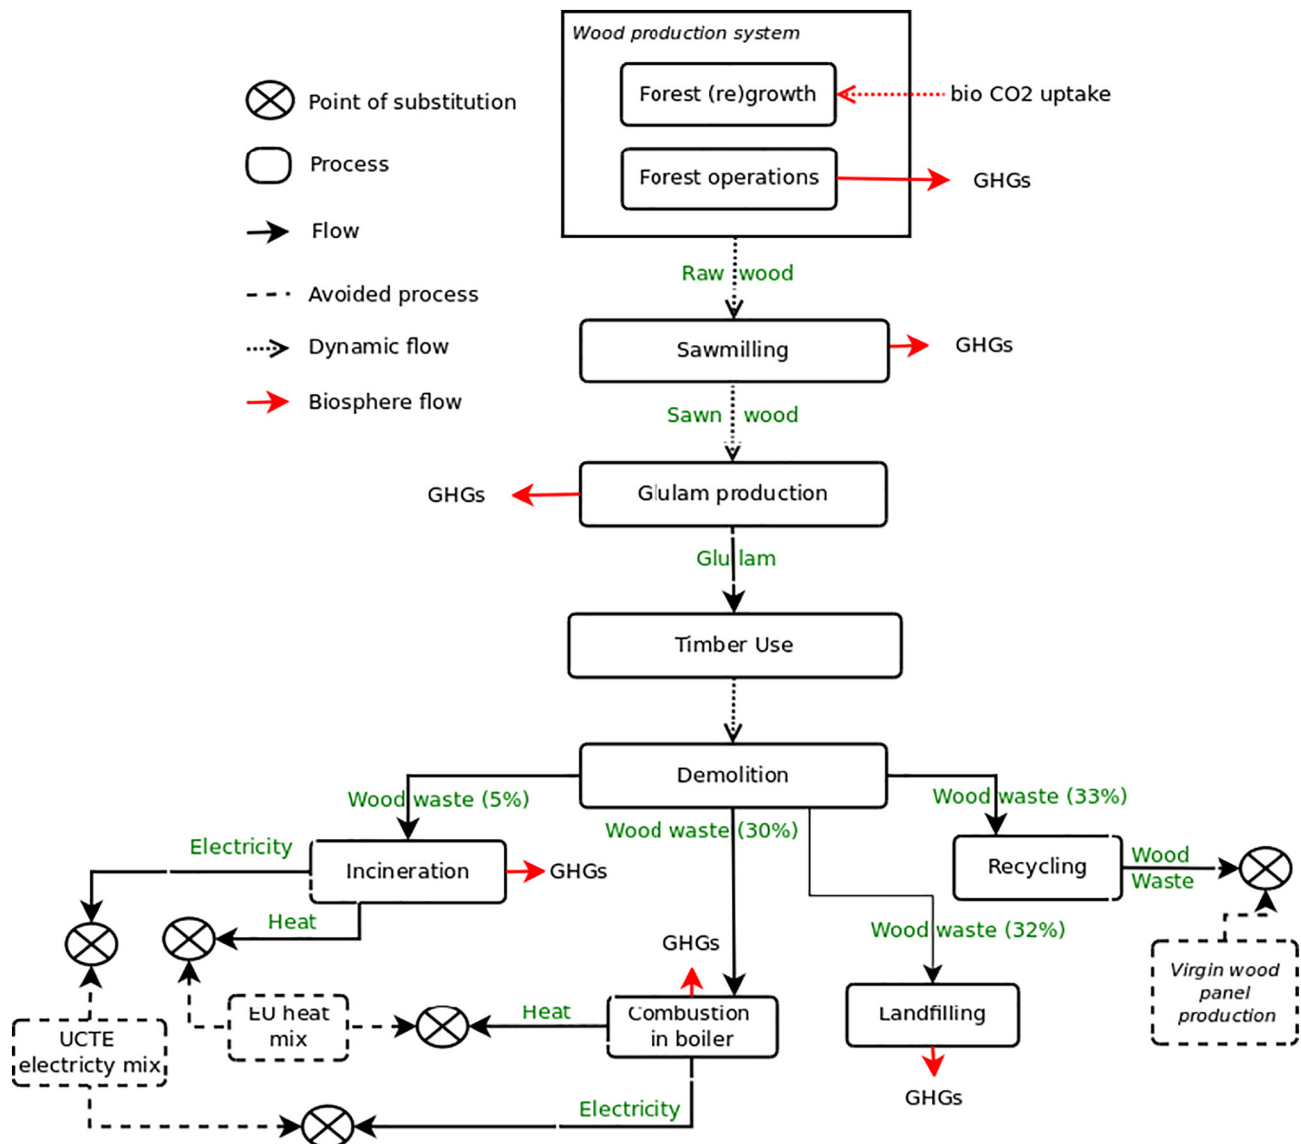 Wood production system
Forest (re)growth
bio CO2 uptake
Forest operations
GHGs
Point of substitution
Process
Flow
Avoided process
Dynamic flow
Biosphere flow
Raw wood
Sawmilling
GHGs
Sawn wood
Glulam production
GHGs
Glulam
Timber Use
Demolition
Wood waste (5%)
Wood waste (30%)
Wood waste (33%)
Electricity
Incineration
GHGs
Recycling
Wood
Waste
Heat
Wood waste (32%)
GHGs
Virgin wood
panel
production
UCTE
electricty mix
EU heat
mix
Heat
Combustion
in boiler
Landfilling
GHGs
Electricity